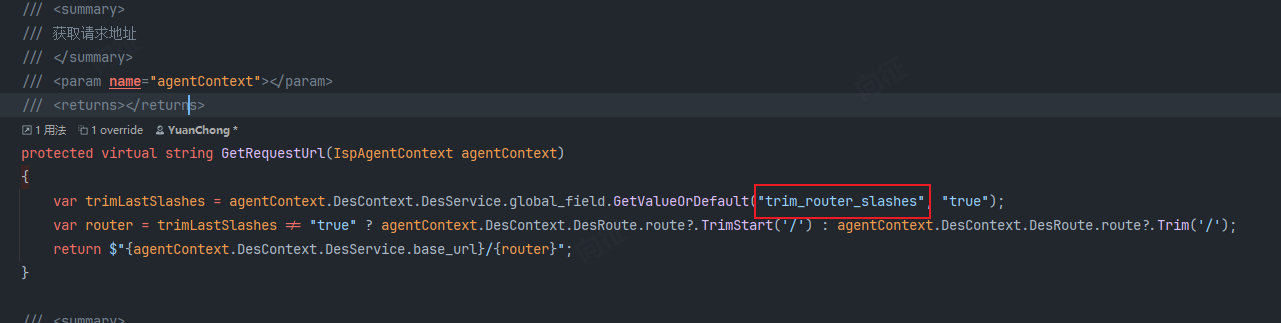 /// <summary>
/// 获取请求地址
/// </summary>
/// <param name="agentContext"></param>
/// <returns></returns>
1 用法 1 override YuanChong *
protected virtual string GetRequestUrl(IspAgentContext agentContext)
{
var trimLastSlashes = agentContext.DesContext.DesService.global_field.GetValueOrDefault("trim_router_slashes", "true");
var router = trimLastSlashes ≠ "true" ? agentContext.DesContext.DesRoute.route?.TrimStart('/') : agentContext.DesContext.DesRoute.route?.Trim('/');
return $"{agentContext.DesContext.DesService.base_url}/{router}";
}
/// <summary>